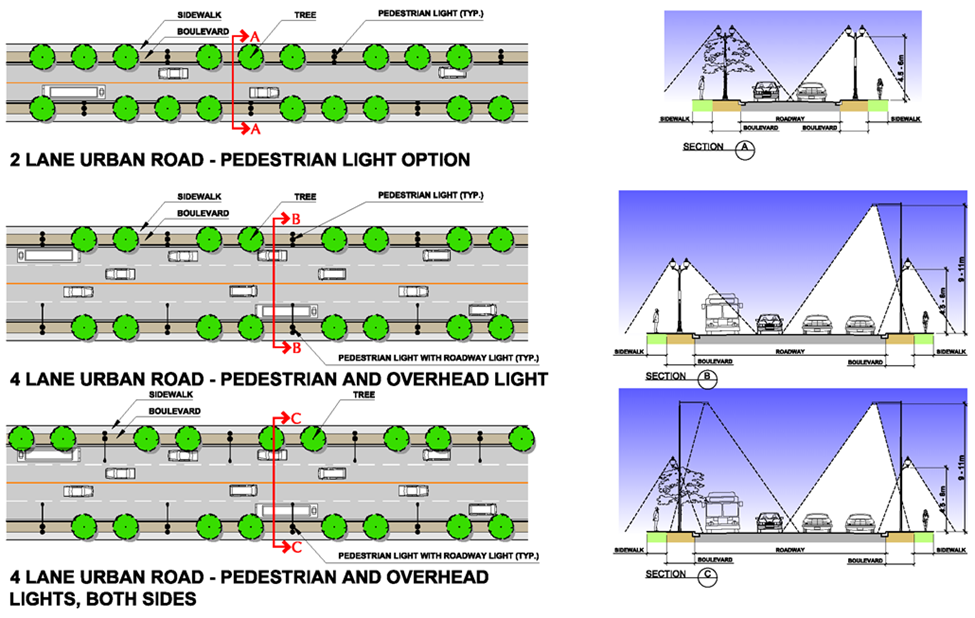 SIDEWALK
TREE
PEDESTRIAN LIGHT (TYP.)
BOULEVARD
A
A
2 LANE URBAN ROAD - PEDESTRIAN LIGHT OPTION
4.5 - 6m
SIDEWALK
ROADWAY
SIDEWALK
BOULEVARD
BOULEVARD
SECTION A
SIDEWALK
TREE
PEDESTRIAN LIGHT (TYP.)
BOULEVARD
B
B
PEDESTRIAN LIGHT WITH ROADWAY LIGHT (TYP.)
4 LANE URBAN ROAD - PEDESTRIAN AND OVERHEAD LIGHT
9 - 11m
4.5 - 6m
SIDEWALK
ROADWAY
SIDEWALK
BOULEVARD
BOULEVARD
SECTION B
SIDEWALK
TREE
BOULEVARD
C
C
PEDESTRIAN LIGHT WITH ROADWAY LIGHT (TYP.)
4 LANE URBAN ROAD - PEDESTRIAN AND OVERHEAD
LIGHTS, BOTH SIDES
9 - 11m
4.5 - 6m
SIDEWALK
ROADWAY
SIDEWALK
BOULEVARD
BOULEVARD
SECTION C